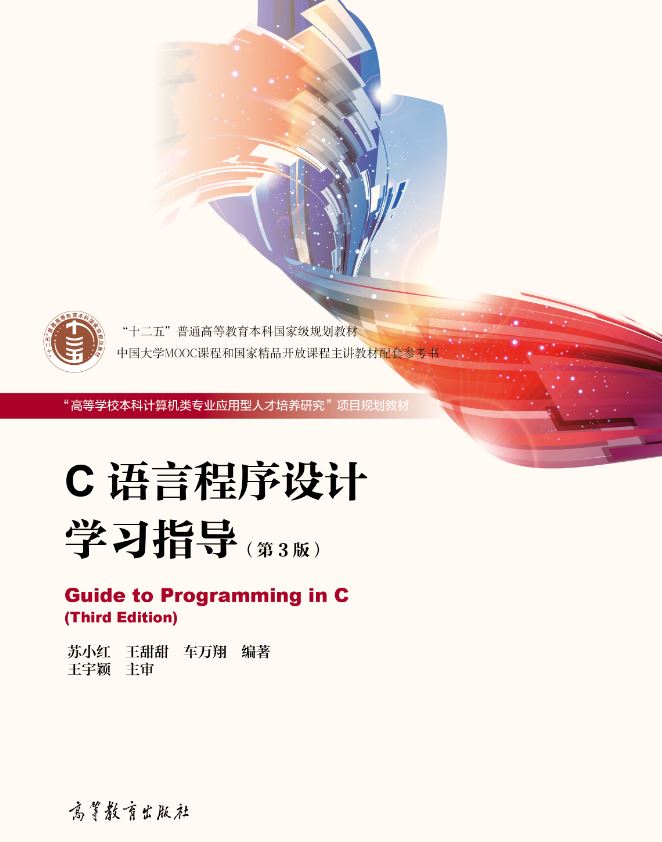 “十二五”普通高等教育本科国家级规划教材
中国大学MOOC课程和国家精品开放课程主讲教材配套参考书
“高等学校本科计算机类专业应用型人才培养研究”项目规划教材
C 语言程序设计
学习指导（第 3 版）
Guide to Programming in C
(Third Edition)
苏小红 王甜甜 车万翔 编著
王宇颖 主审
高等教育出版社